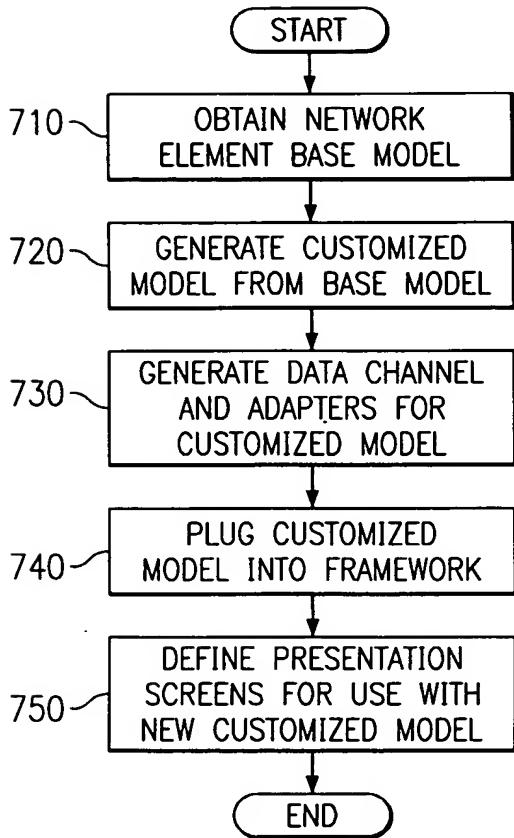 START
710
OBTAIN NETWORK
ELEMENT BASE MODEL
720
GENERATE CUSTOMIZED
MODEL FROM BASE MODEL
730
GENERATE DATA CHANNEL
AND ADAPTERS FOR
CUSTOMIZED MODEL
740
PLUG CUSTOMIZED
MODEL INTO FRAMEWORK
750
DEFINE PRESENTATION
SCREENS FOR USE WITH
NEW CUSTOMIZED MODEL
END